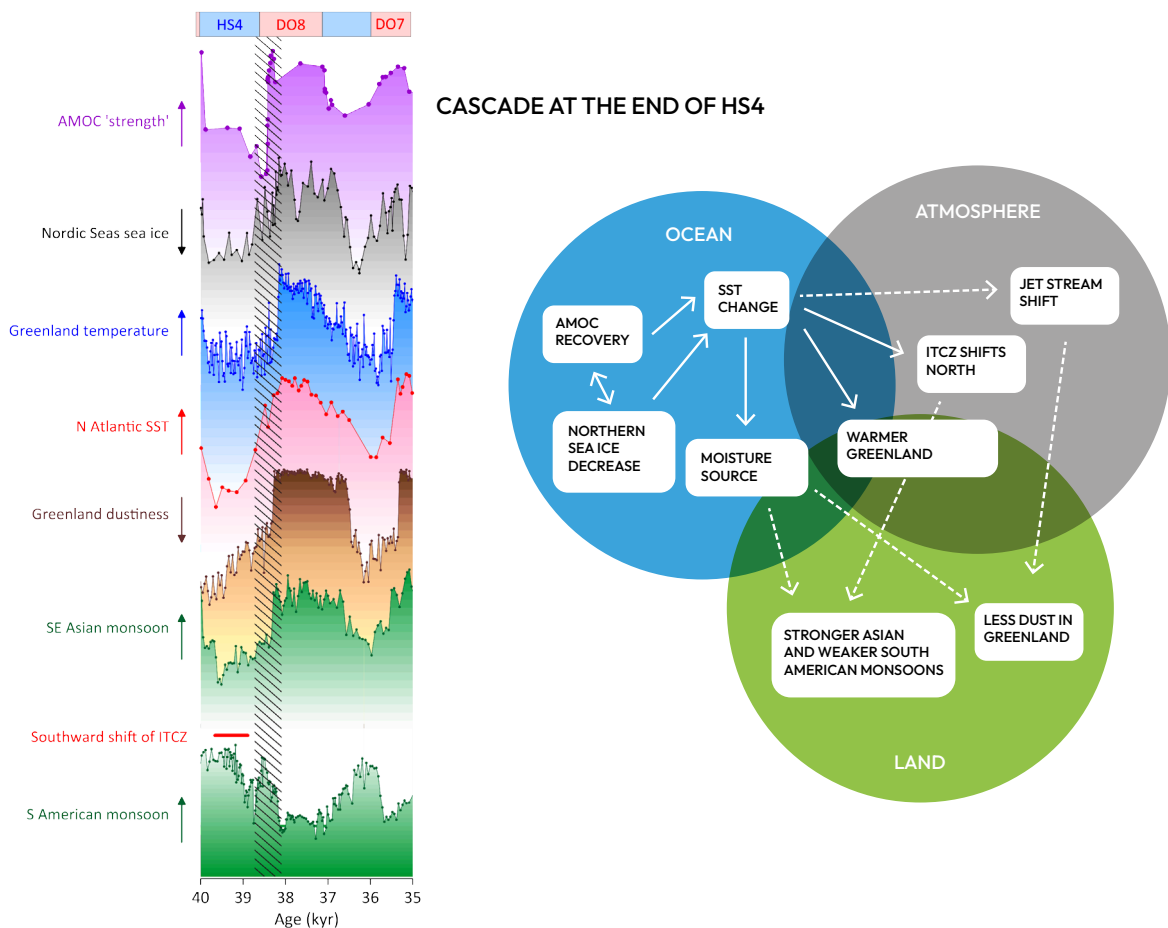 HS4
DO8
DO7
AMOC 'strength'
Nordic Seas sea ice
Greenland temperature
N Atlantic SST
Greenland dustiness
SE Asian monsoon
Southward shift of ITCZ
S American monsoon
40 39 38 37 36 35
Age (kyr)
CASCADE AT THE END OF HS4
OCEAN
ATMOSPHERE
SST
CHANGE
JET STREAM
SHIFT
AMOC
RECOVERY
ITCZ SHIFTS
NORTH
NORTHERN
SEA ICE
DECREASE
MOISTURE
SOURCE
WARMER
GREENLAND
STRONGER ASIAN
AND WEAKER SOUTH
AMERICAN MONSOONS
LESS DUST IN
GREENLAND
LAND